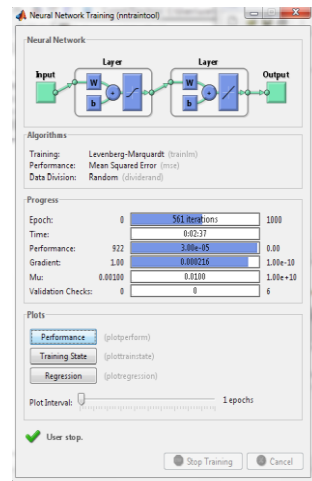 Neural Network Training (nntraintool)
Neural Network
Layer Layer
Input Output
W W
+ +
b b
Algorithms
Training: Levenberg-Marquardt (trainlm)
Performance: Mean Squared Error (mse)
Data Division: Random (dividerand)
Progress
Epoch: 0 561 iterations 1000
Time: 0:02:37
Performance: 922 3.00e-05 0.00
Gradient: 1.00 0.000216 1.00e-10
Mu: 0.00100 0.0100 1.00e+10
Validation Checks: 0 0 6
Plots
Performance (plotperform)
Training State (plottrainstate)
Regression (plotregression)
Plot Interval: 1 epochs
User stop.
Stop Training Cancel